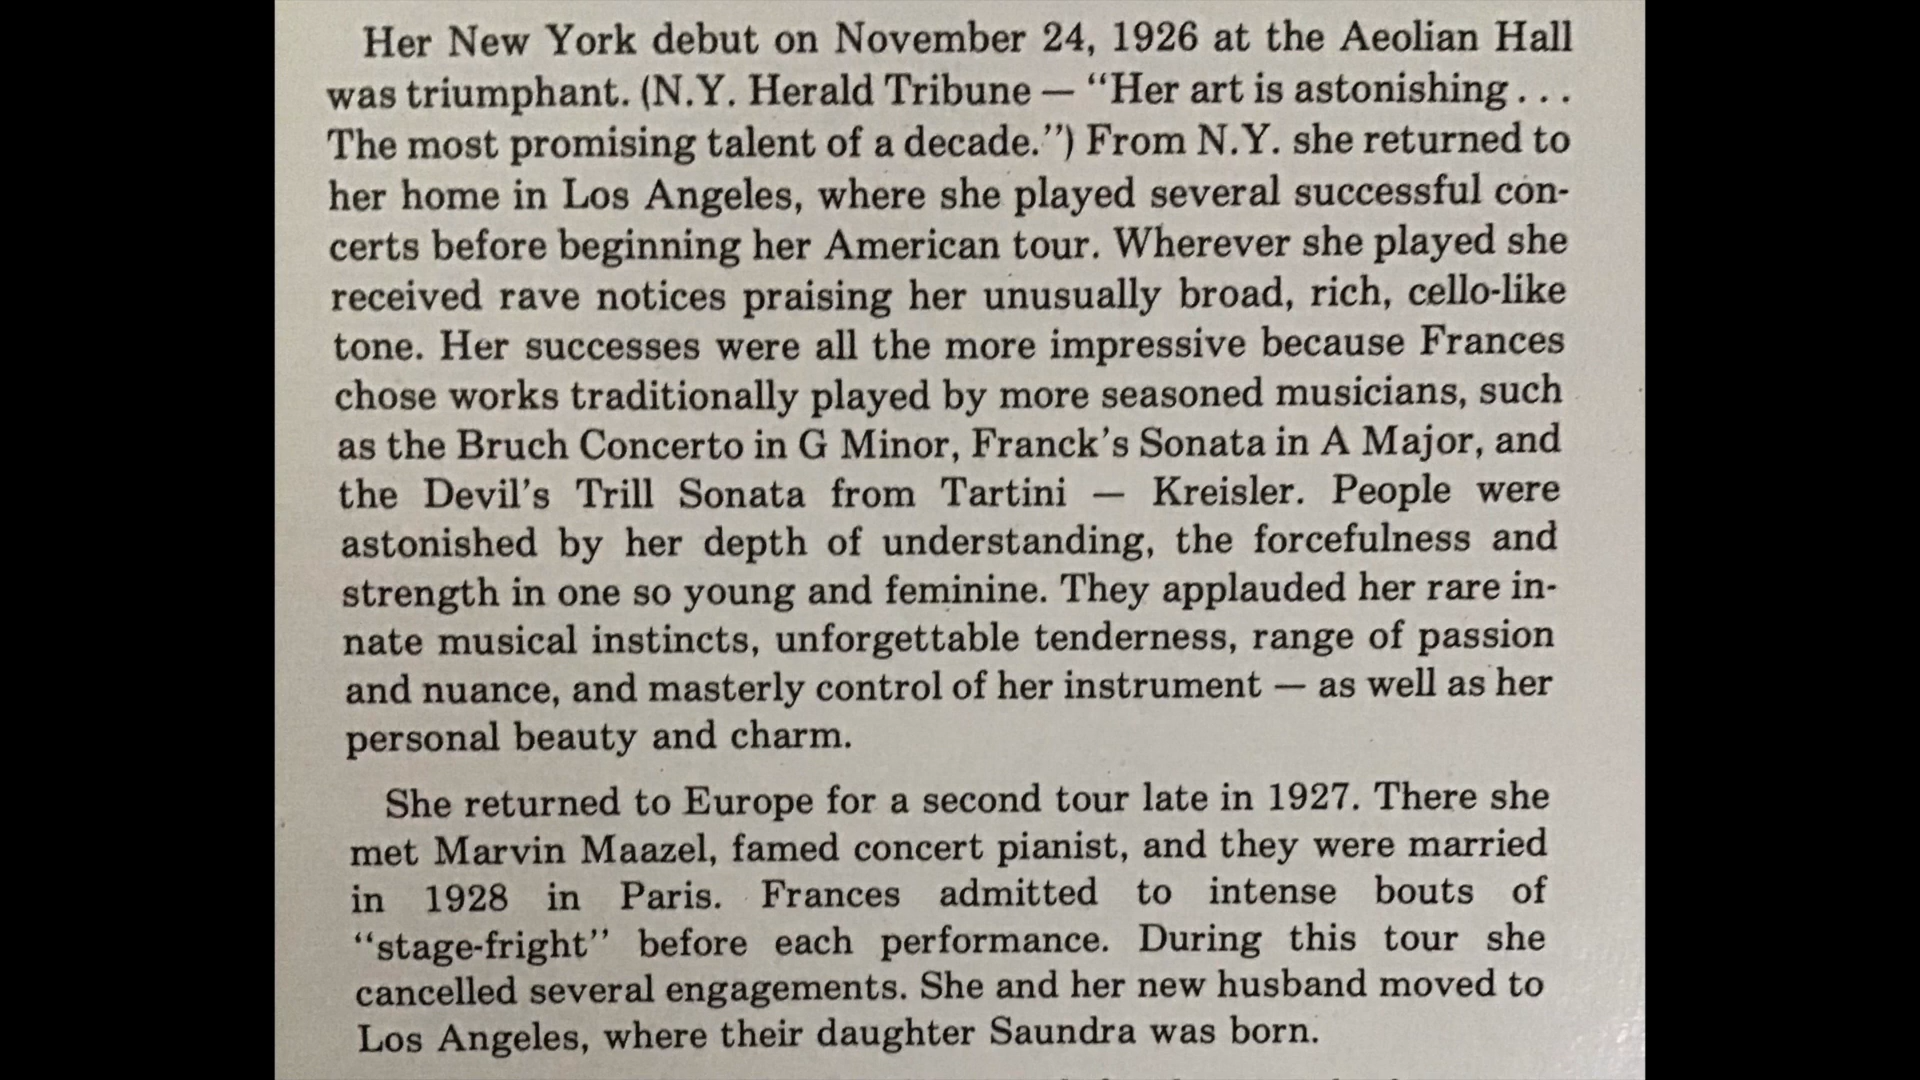 Her New York debut on November 24, 1926 at the Aeolian Hall
was triumphant. (N.Y. Herald Tribune — “Her art is astonishing . . .
The most promising talent of a decade.”) From N.Y. she returned to
her home in Los Angeles, where she played several successful con-
certs before beginning her American tour. Wherever she played she
received rave notices praising her unusually broad, rich, cello-like
tone. Her successes were all the more impressive because Frances
chose works traditionally played by more seasoned musicians, such
as the Bruch Concerto in G Minor, Franck’s Sonata in A Major, and
the Devil’s Trill Sonata from Tartini — Kreisler. People were
astonished by her depth of understanding, the forcefulness and
strength in one so young and feminine. They applauded her rare in-
nate musical instincts, unforgettable tenderness, range of passion
and nuance, and masterly control of her instrument — as well as her
personal beauty and charm.
She returned to Europe for a second tour late in 1927. There she
met Marvin Maazel, famed concert pianist, and they were married
in 1928 in Paris. Frances admitted to intense bouts of
“stage-fright” before each performance. During this tour she
cancelled several engagements. She and her new husband moved to
Los Angeles, where their daughter Saundra was born.